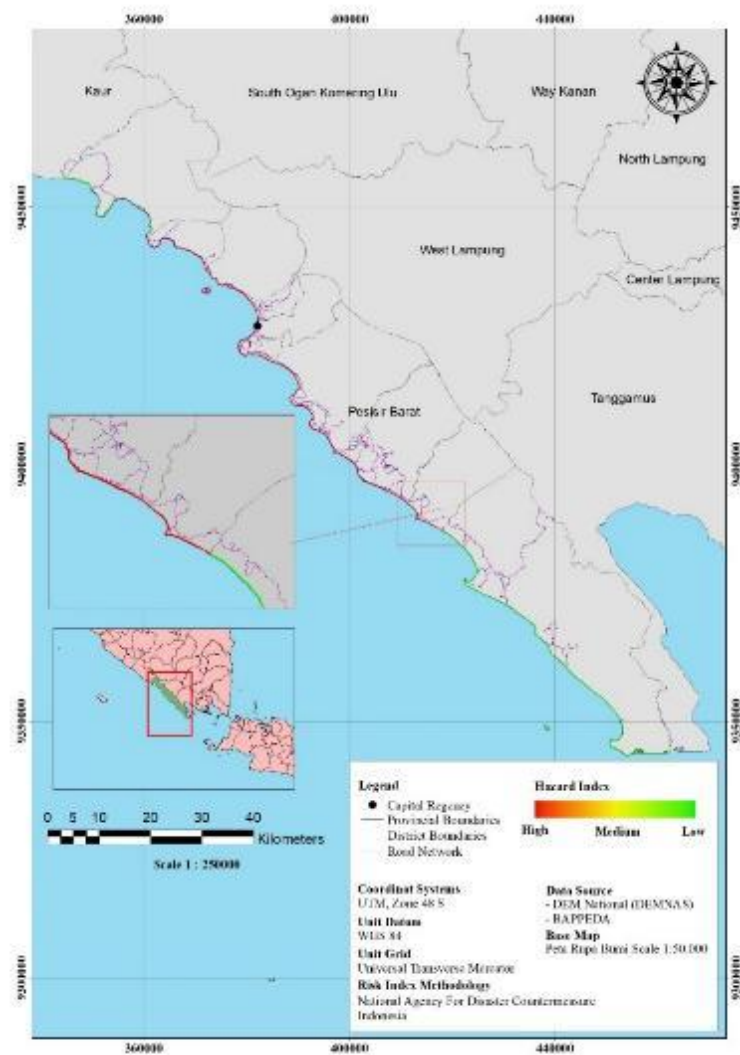 360000
400000
440000
Kaur
South Ogan Komering Ulu
Way Kanan
North Lampung
9450000
9450000
West Lampung
Center Lampung
Pesisir Barat
Tanggamus
9400000
9400000
9350000
9350000
0 5 10 20 30 40
Kilometers
Scale 1 : 250000
Legend
Capital Regency
Provincial Boundaries
District Boundaries
Road Network
Hazard Index
High Medium Low
Coordinat Systems
UTM, Zone 48 S
Unit Datum
WGS 84
Unit Grid
Universal Transverse Mercator
Risk Index Methodology
National Agency For Disaster Countermeasure
Indonesia
Data Source
- DEM National (DEMNAS)
- BAPPEDA
Base Map
Peta Rupa Bumi Scale 1:50.000
9300000
9300000
360000
400000
440000